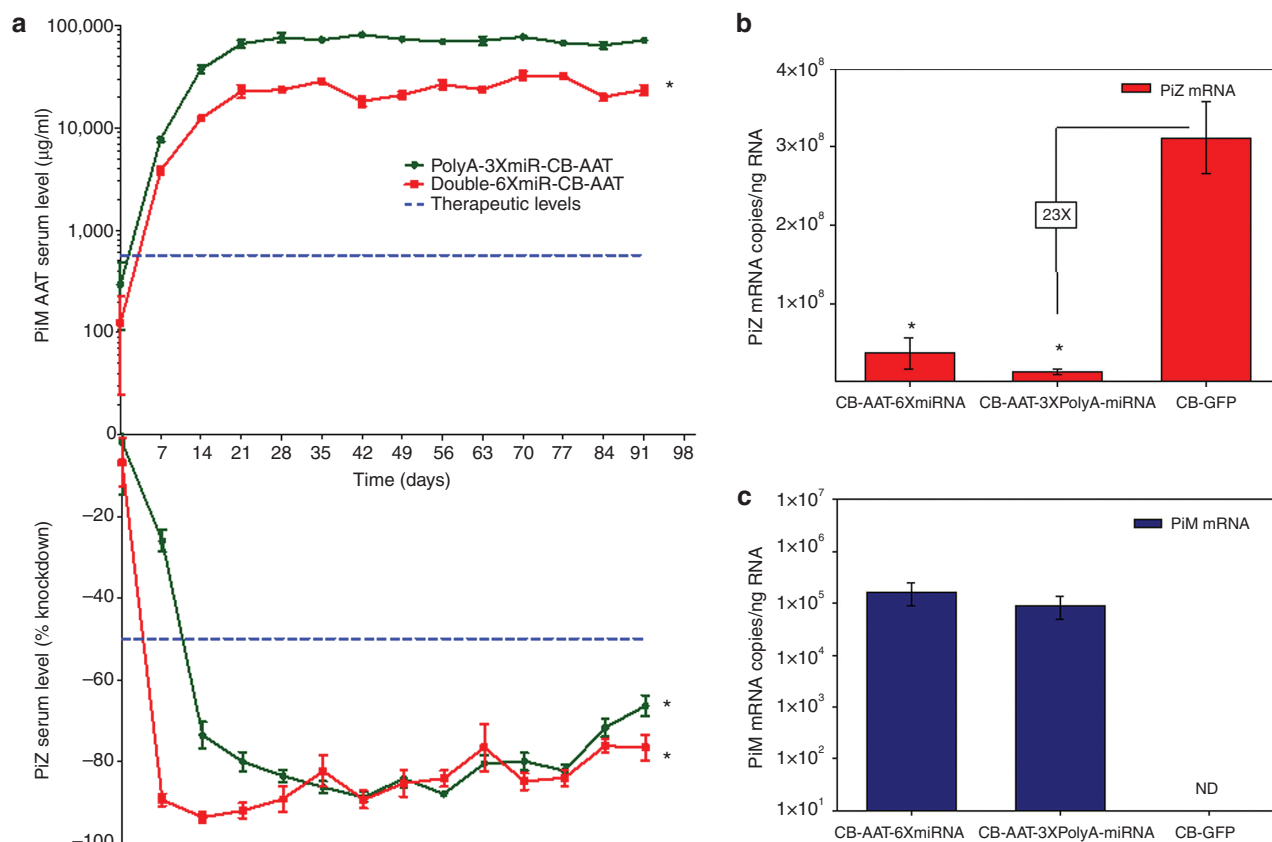 a
100,000
10,000
1,000
100
0
PiM AAT serum level (µg/ml)
PolyA-3XmiR-CB-AAT
Double-6XmiR-CB-AAT
Therapeutic levels
*
7 14 21 28 35 42 49 56 63 70 77 84 91 98
Time (days)
−20
−40
−60
−80
−100
PiZ serum level (% knockdown)
*
*
b
4×10⁸
3×10⁸
2×10⁸
1×10⁸
PiZ mRNA copies/ng RNA
PiZ mRNA
23X
*
*
CB-AAT-6XmiRNA CB-AAT-3XPolyA-miRNA CB-GFP
c
1×10⁷
1×10⁶
1×10⁵
1×10⁴
1×10³
1×10²
1×10¹
PiM mRNA copies/ng RNA
PiM mRNA
ND
CB-AAT-6XmiRNA CB-AAT-3XPolyA-miRNA CB-GFP